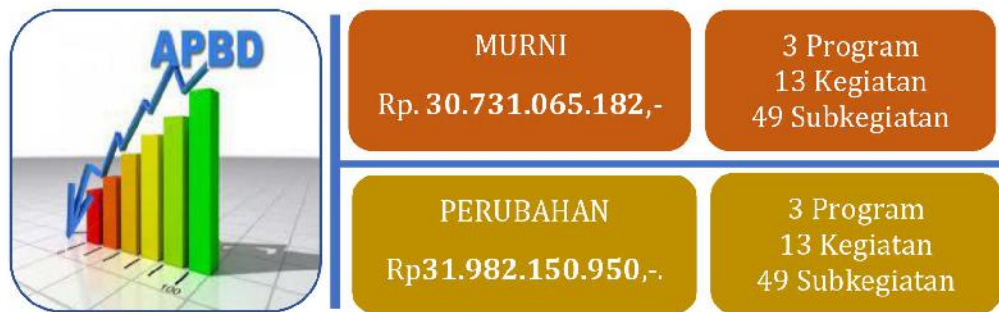 APBD
100
MURNI
Rp. 30.731.065.182,-
3 Program
13 Kegiatan
49 Subkegiatan
PERUBAHAN
Rp31.982.150.950,-.
3 Program
13 Kegiatan
49 Subkegiatan